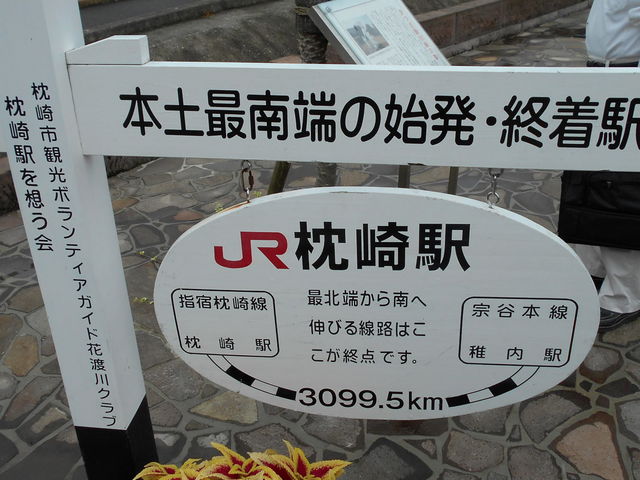 本土最南端の始発・終着駅
枕崎市観光ボランティアガイド花渡川クラブ
枕崎駅を想う会
JR枕崎駅
最北端から南へ
伸びる線路はこ
こが終点です。
指宿枕崎線
枕崎駅
宗谷本線
稚内駅
3099.5km